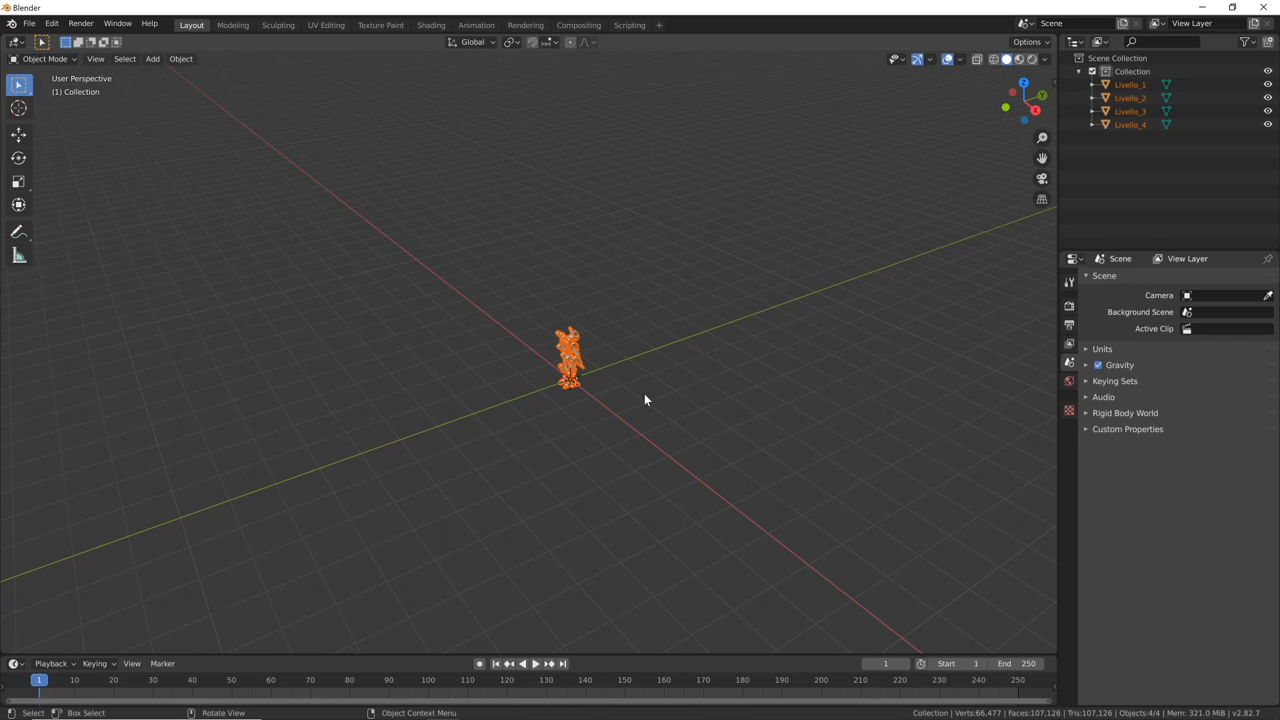 Blender
File Edit Render Window Help Layout Modeling Sculpting UV Editing Texture Paint Shading Animation Rendering Compositing Scripting + Scene View Layer
Global Options
Object Mode View Select Add Object
User Perspective
(1) Collection
Z
Y
X
Scene Collection
Collection
Livello_1
Livello_2
Livello_3
Livello_4
Scene View Layer
Scene
Camera
Background Scene
Active Clip
Units
Gravity
Keying Sets
Audio
Rigid Body World
Custom Properties
Playback Keying View Marker 1 Start 1 End 250
1 10 20 30 40 50 60 70 80 90 100 110 120 130 140 150 160 170 180 190 200 210 220 230 240 250
Select Box Select Rotate View Object Context Menu Collection | Verts:66,477 | Faces:107,126 | Tris:107,126 | Objects:4/4 | Mem: 321.0 MiB | v2.82.7